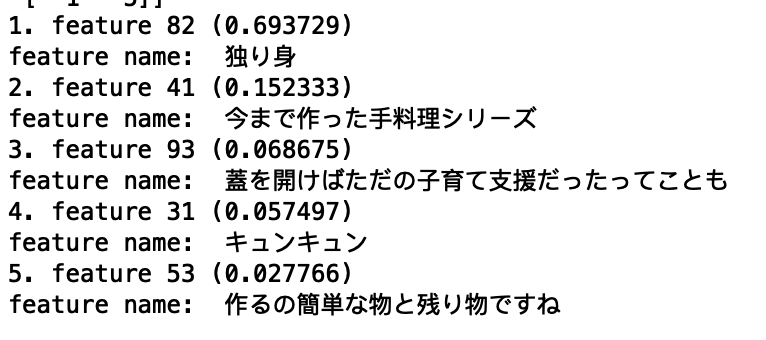 1. feature 82 (0.693729)
feature name:  独り身
2. feature 41 (0.152333)
feature name:  今まで作った手料理シリーズ
3. feature 93 (0.068675)
feature name:  蓋を開けばただの子育て支援だったってことも
4. feature 31 (0.057497)
feature name:  キュンキュン
5. feature 53 (0.027766)
feature name:  作るの簡単な物と残り物ですね